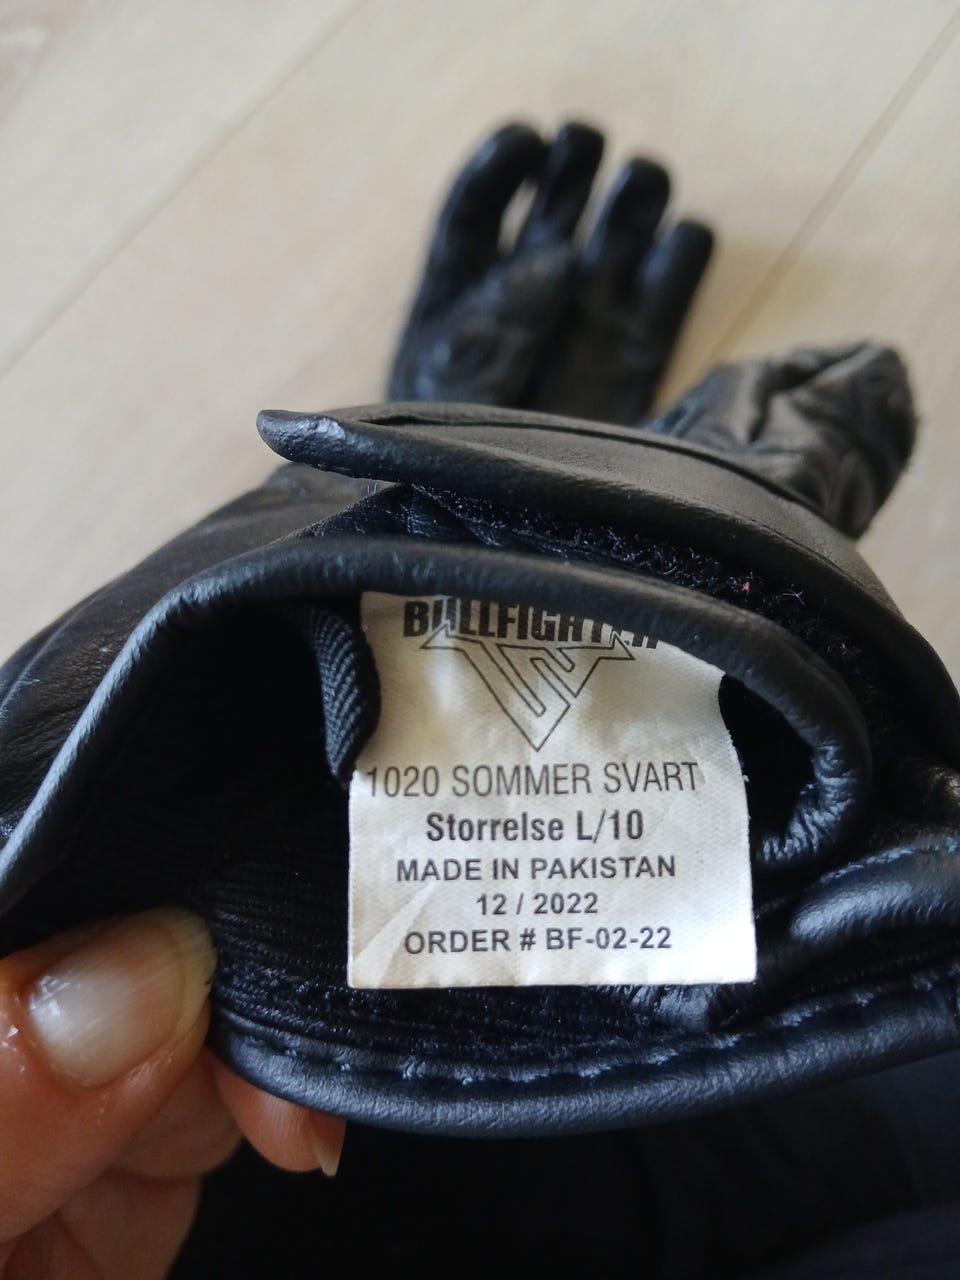 BULLFIGHTER
1020 SOMMER SVART
Storrelse L/10
MADE IN PAKISTAN
12 / 2022
ORDER # BF-02-22